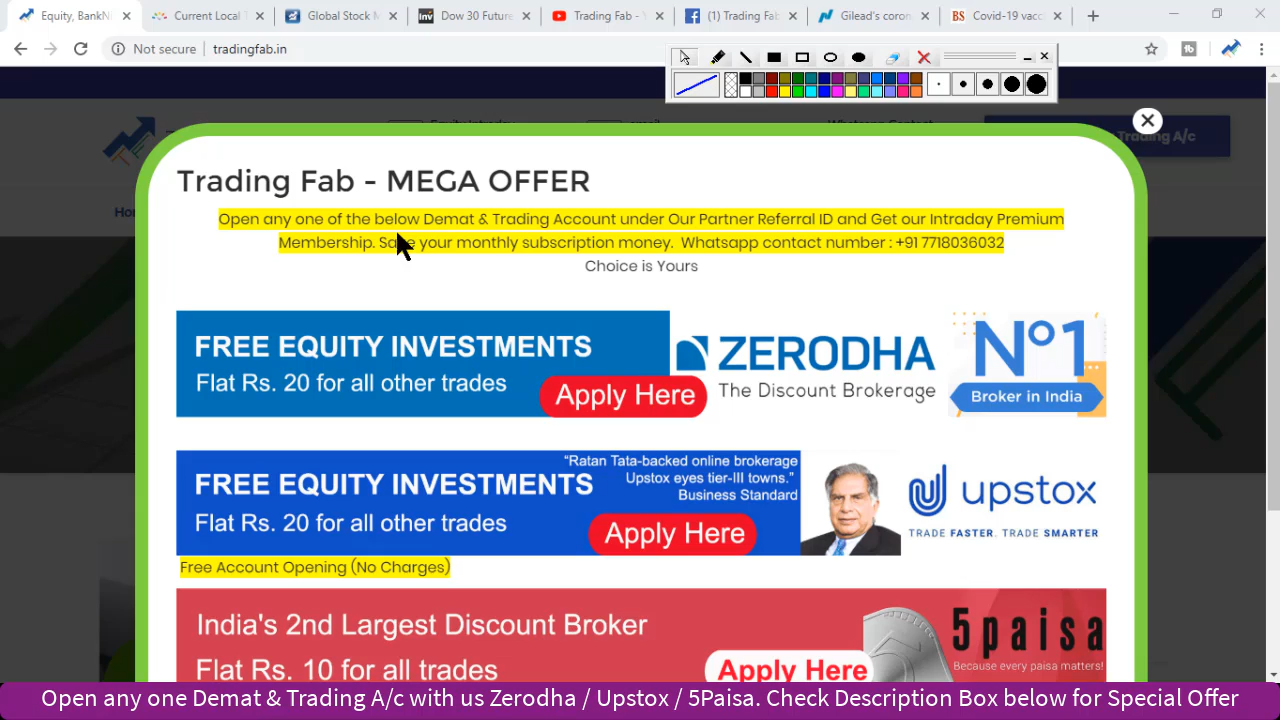 Equity, BankN
Current Local T
Global Stock M
Inv
Dow 30 Future
Trading Fab - Y
(1) Trading Fab
Gilead's coron
BS
Covid-19 vacc
Not secure
tradingfab.in
Trading A/c
Trading Fab - MEGA OFFER
Open any one of the below Demat & Trading Account under Our Partner Referral ID and Get our Intraday Premium
Membership. Save your monthly subscription money. Whatsapp contact number : +91 7718036032
Choice is Yours
FREE EQUITY INVESTMENTS
Flat Rs. 20 for all other trades
Apply Here
ZERODHA
The Discount Brokerage
Nº1
Broker in India
FREE EQUITY INVESTMENTS
Flat Rs. 20 for all other trades
"Ratan Tata-backed online brokerage
Upstox eyes tier-III towns."
Business Standard
Apply Here
upstox
TRADE FASTER. TRADE SMARTER
Free Account Opening (No Charges)
India's 2nd Largest Discount Broker
Flat Rs. 10 for all trades
Apply Here
5paisa
Because every paisa matters!
Open any one Demat & Trading A/c with us Zerodha / Upstox / 5Paisa. Check Description Box below for Special Offer